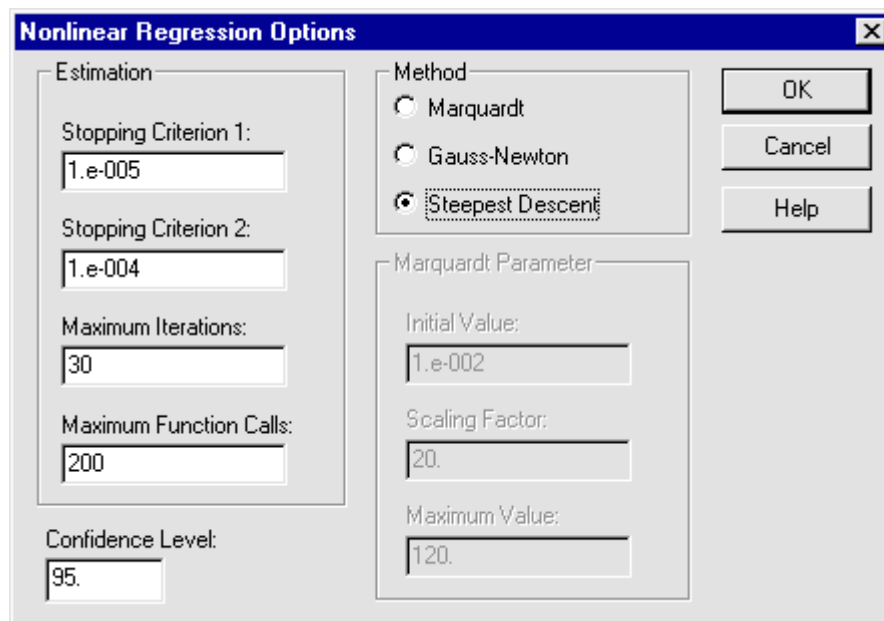 Nonlinear Regression Options
Estimation
Stopping Criterion 1:
1.e-005
Stopping Criterion 2:
1.e-004
Maximum Iterations:
30
Maximum Function Calls:
200
Confidence Level:
95.
Method
Marquardt
Gauss-Newton
Steepest Descent
Marquardt Parameter
Initial Value:
1.e-002
Scaling Factor:
20.
Maximum Value:
120.
OK
Cancel
Help